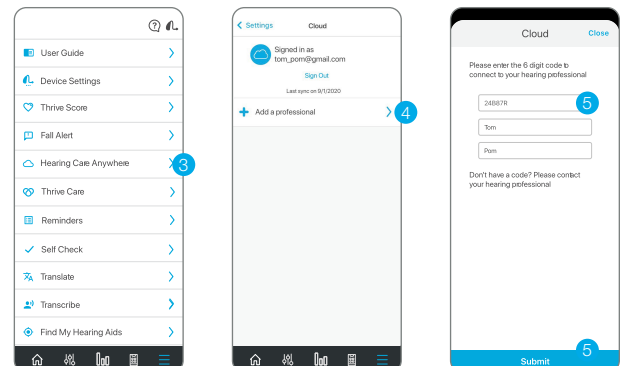 User Guide
Device Settings
Thrive Score
Fall Alert
Hearing Care Anywhere
3
Thrive Care
Reminders
Self Check
Translate
Transcribe
Find My Hearing Aids
Settings
Cloud
Signed in as
tom_pom@gmail.com
Sign Out
Last sync on 9/1/2020
Add a professional
4
Cloud
Close
Please enter the 6 digit code to
connect to your hearing professional
24B87R
5
Tom
Pom
Don't have a code? Please contact
your hearing professional
5
Submit